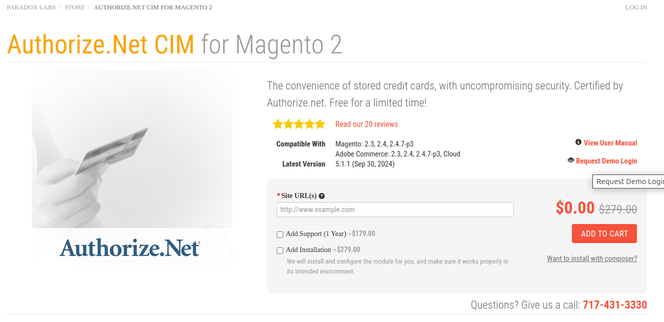 PARADOX LABS / STORE / AUTHORIZE.NET CIM FOR MAGENTO 2
LOG IN
Authorize.Net CIM for Magento 2
The convenience of stored credit cards, with uncompromising security. Certified by
Authorize.net. Free for a limited time!
Read our 20 reviews
Compatible With
Magento: 2.3, 2.4, 2.4.7-p3
Adobe Commerce: 2.3, 2.4, 2.4.7-p3, Cloud
Latest Version
5.1.1 (Sep 30, 2024)
View User Manual
Request Demo Login
Request Demo Login
* Site URL(s)
http://www.example.com
Add Support (1 Year) +$179.00
Add Installation +$279.00
We will install and configure the module for you, and make sure it works properly in
its intended environment.
$0.00 $279.00
ADD TO CART
Want to install with composer?
Authorize.Net
Questions? Give us a call: 717-431-3330